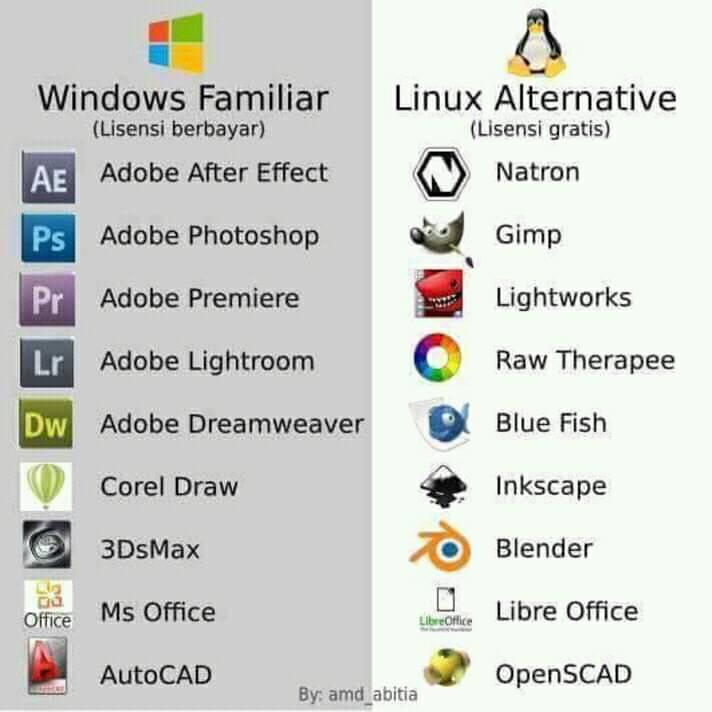 Windows Familiar
(Lisensi berbayar)
AE Adobe After Effect
Ps Adobe Photoshop
Pr Adobe Premiere
Lr Adobe Lightroom
Dw Adobe Dreamweaver
Corel Draw
3DsMax
Office Ms Office
AutoCAD
Linux Alternative
(Lisensi gratis)
Natron
Gimp
Lightworks
Raw Therapee
Blue Fish
Inkscape
Blender
LibreOffice Libre Office
OpenSCAD
By: amd_abitia